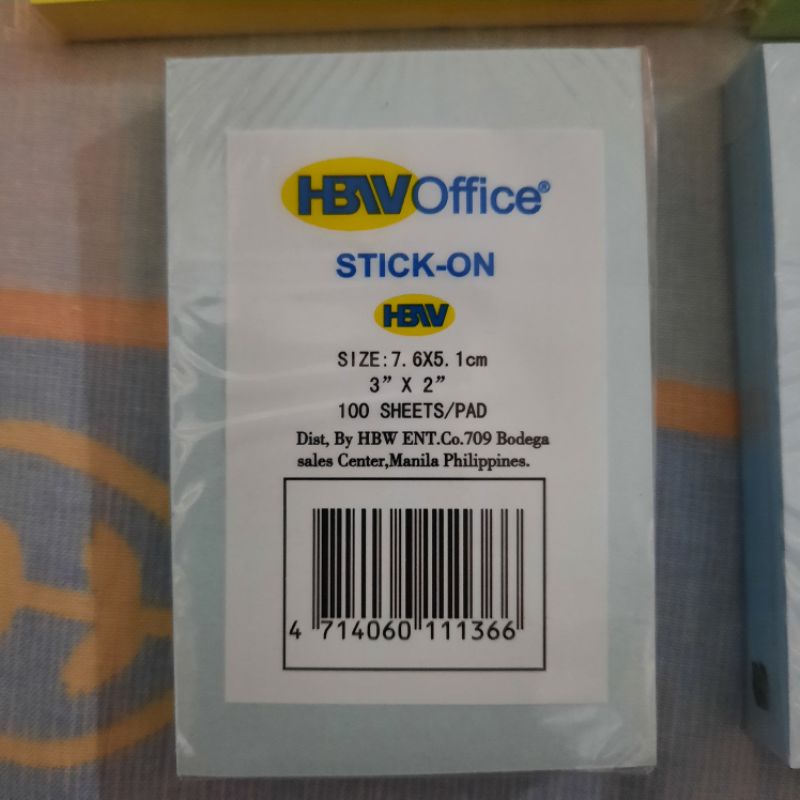 HBWOffice®
STICK-ON
HBW
SIZE:7.6X5.1cm
3" X 2"
100 SHEETS/PAD
Dist, By HBW ENT.Co.709 Bodega
sales Center,Manila Philippines.
4 714060 111366